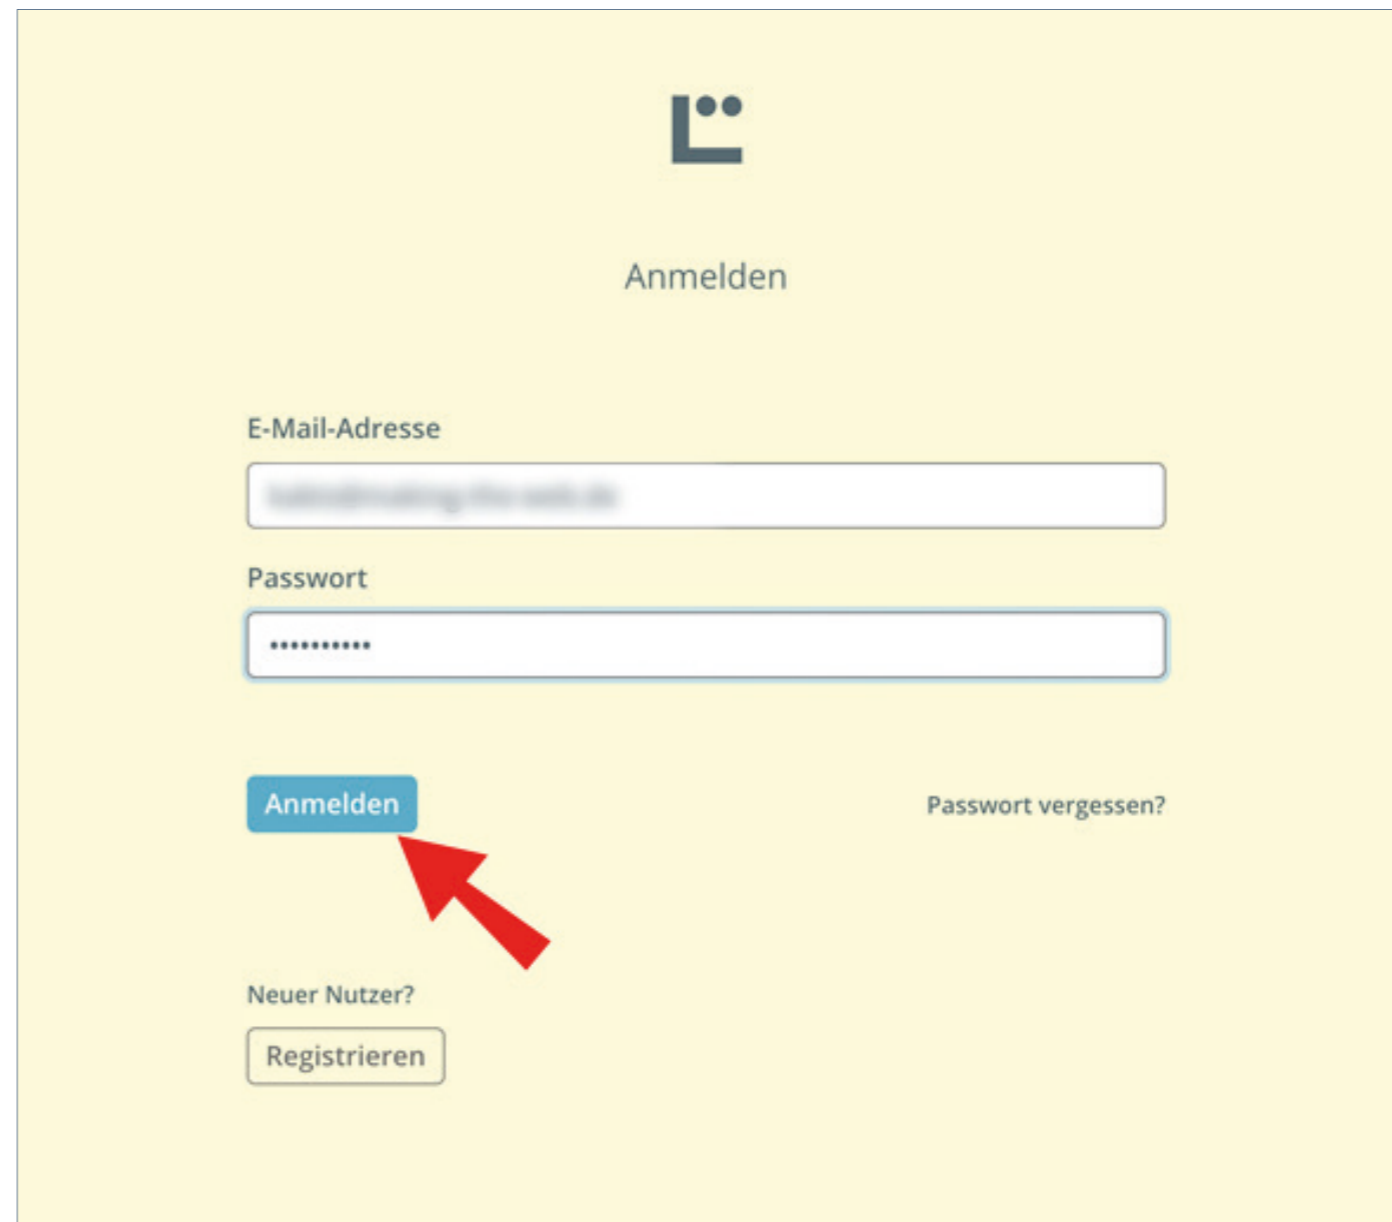 Anmelden
E-Mail-Adresse
Passwort
••••••••••
Anmelden
Passwort vergessen?
Neuer Nutzer?
Registrieren